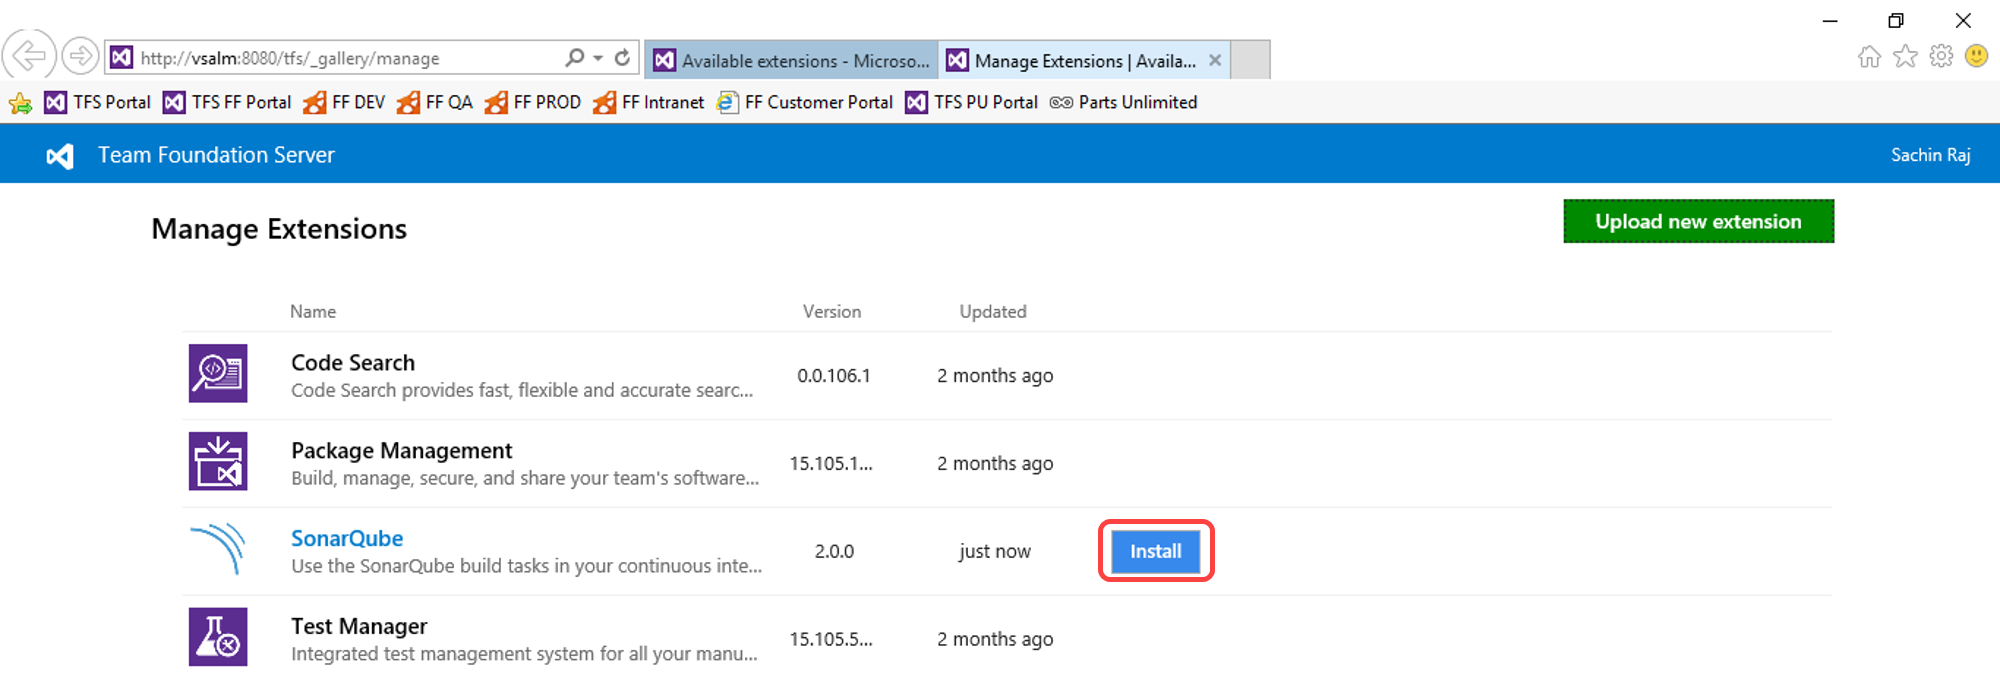 http://vsalm:8080/tfs/_gallery/manage
Available extensions - Microso...
Manage Extensions | Availa...
TFS Portal
TFS FF Portal
FF DEV
FF QA
FF PROD
FF Intranet
FF Customer Portal
TFS PU Portal
Parts Unlimited
Team Foundation Server
Sachin Raj
Manage Extensions
Upload new extension
Name Version Updated
Code Search
Code Search provides fast, flexible and accurate searc...
0.0.106.1
2 months ago
Package Management
Build, manage, secure, and share your team's software...
15.105.1...
2 months ago
SonarQube
Use the SonarQube build tasks in your continuous inte...
2.0.0
just now
Install
Test Manager
Integrated test management system for all your manu...
15.105.5...
2 months ago